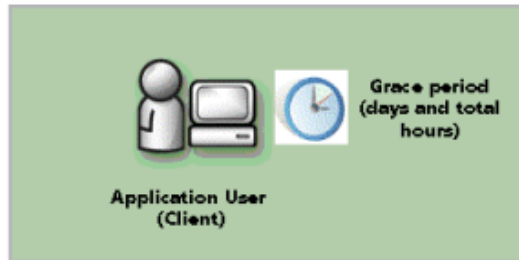 Grace period
(days and total
hours)
Application User
(Client)